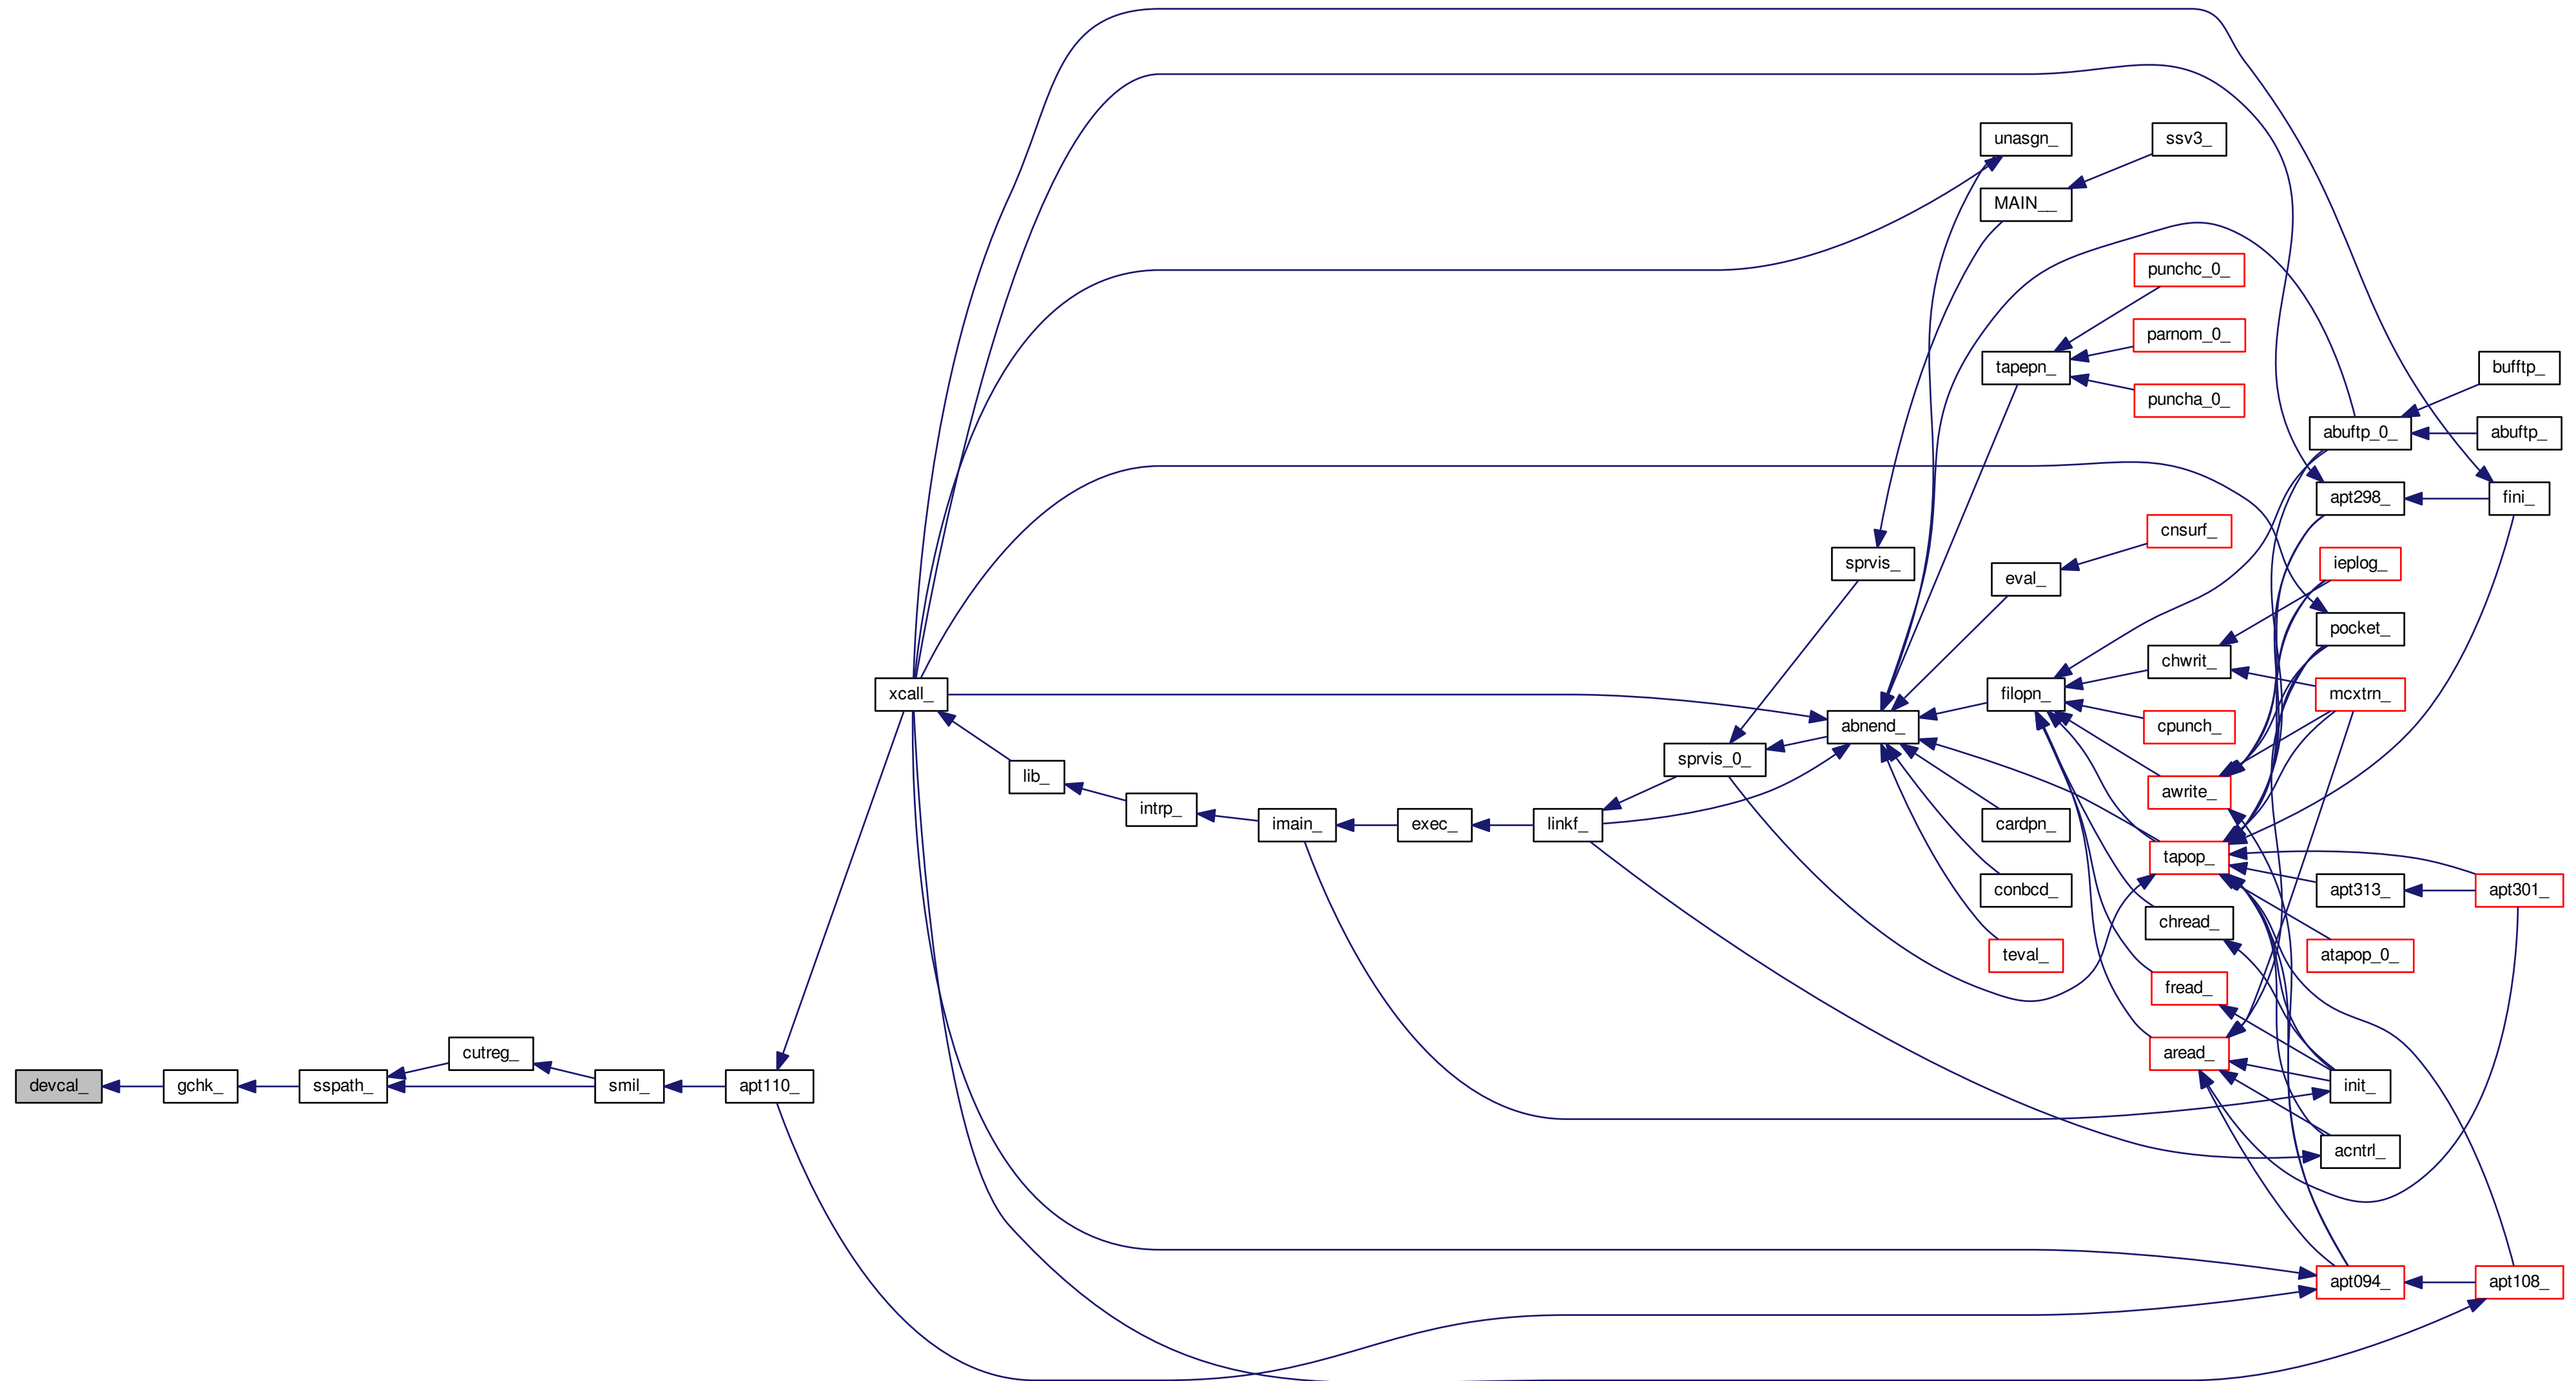 unasgn_
ssv3_
MAIN__
punchc_0_
parnom_0_
tapepn_
bufftp_
puncha_0_
abuftp_0_
abuftp_
apt298_
fini_
cnsurf_
sprvis_
ieplog_
eval_
pocket_
chwrit_
xcall_
filopn_
mcxtrn_
abnend_
cpunch_
sprvis_0_
lib_
awrite_
intrp_
imain_
exec_
linkf_
cardpn_
tapop_
conbcd_
apt313_
apt301_
chread_
teval_
atapop_0_
fread_
cutreg_
aread_
devcal_
gchk_
sspath_
smil_
apt110_
init_
acntrl_
apt094_
apt108_